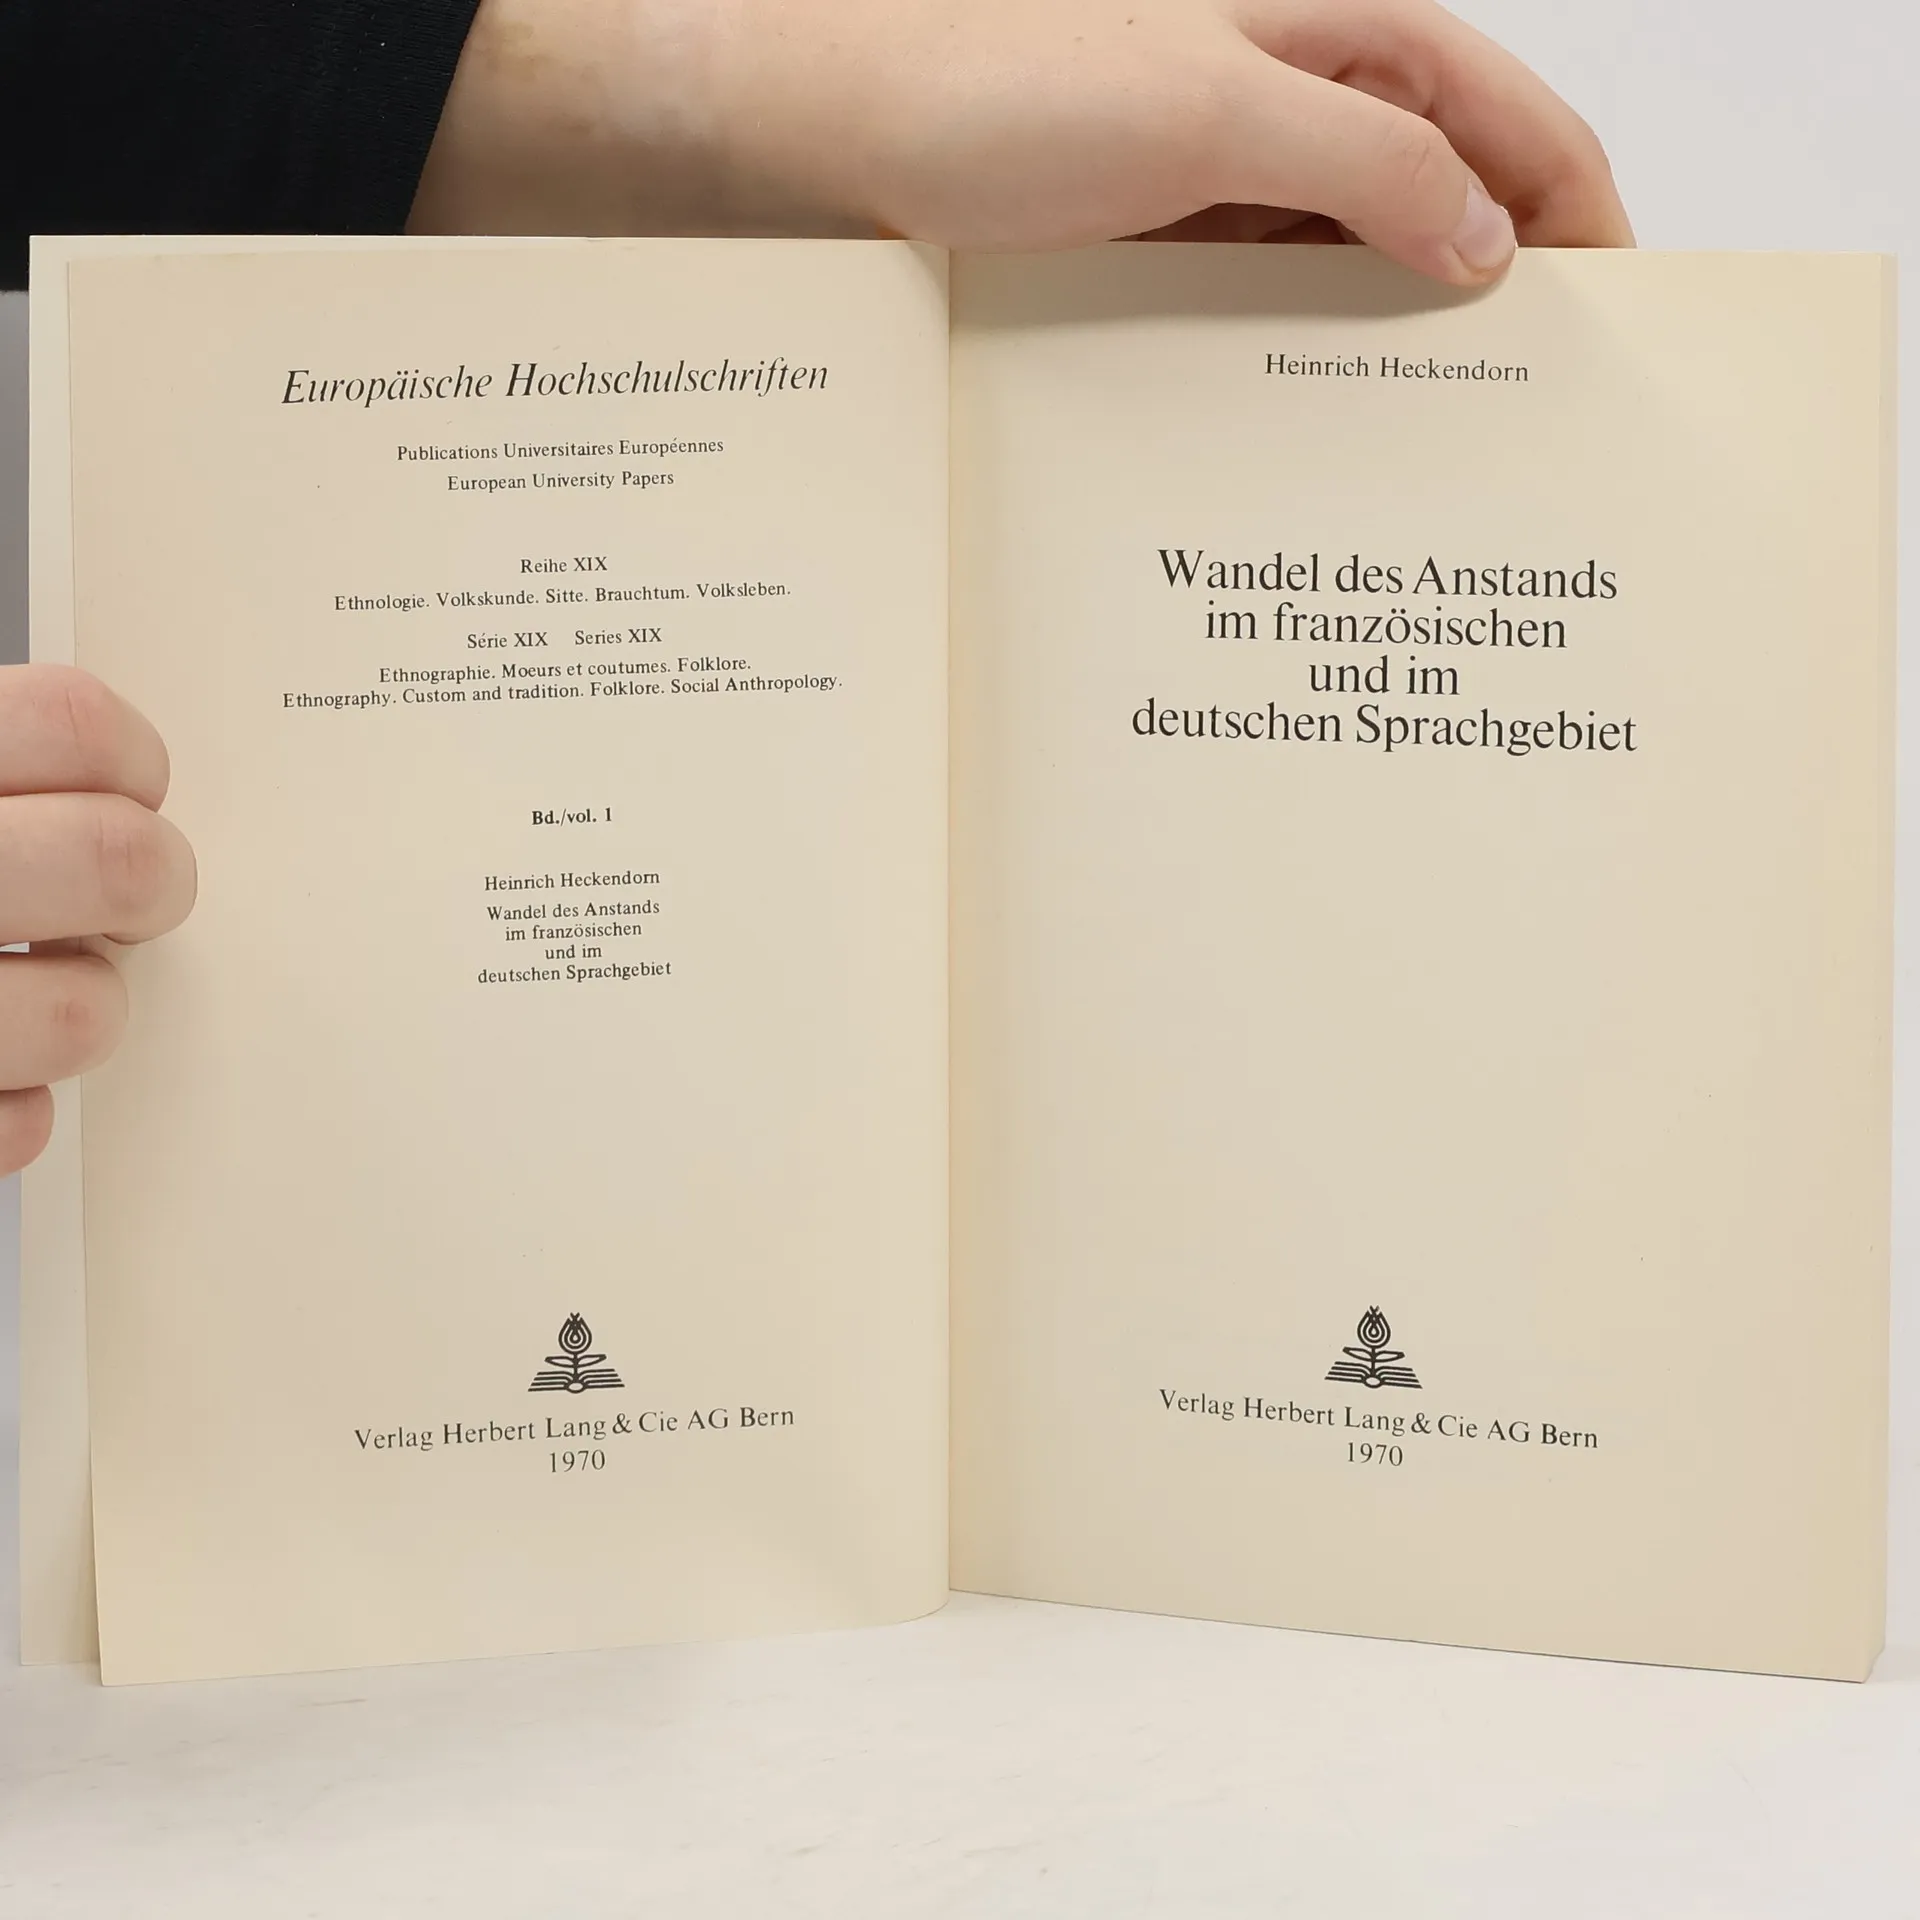 Europäische Hochschulschriften
Publications Universitaires Européennes
European University Papers
Reihe XIX
Ethnologie. Volkskunde. Sitte. Brauchtum. Volksleben.
Série XIX Series XIX
Ethnographie. Moeurs et coutumes. Folklore.
Ethnography. Custom and tradition. Folklore. Social Anthropology.
Bd./vol. 1
Heinrich Heckendorn
Wandel des Anstands
im französischen
und im
deutschen Sprachgebiet
Verlag Herbert Lang & Cie AG Bern
1970
Heinrich Heckendorn
Wandel des Anstands
im französischen
und im
deutschen Sprachgebiet
Verlag Herbert Lang & Cie AG Bern
1970